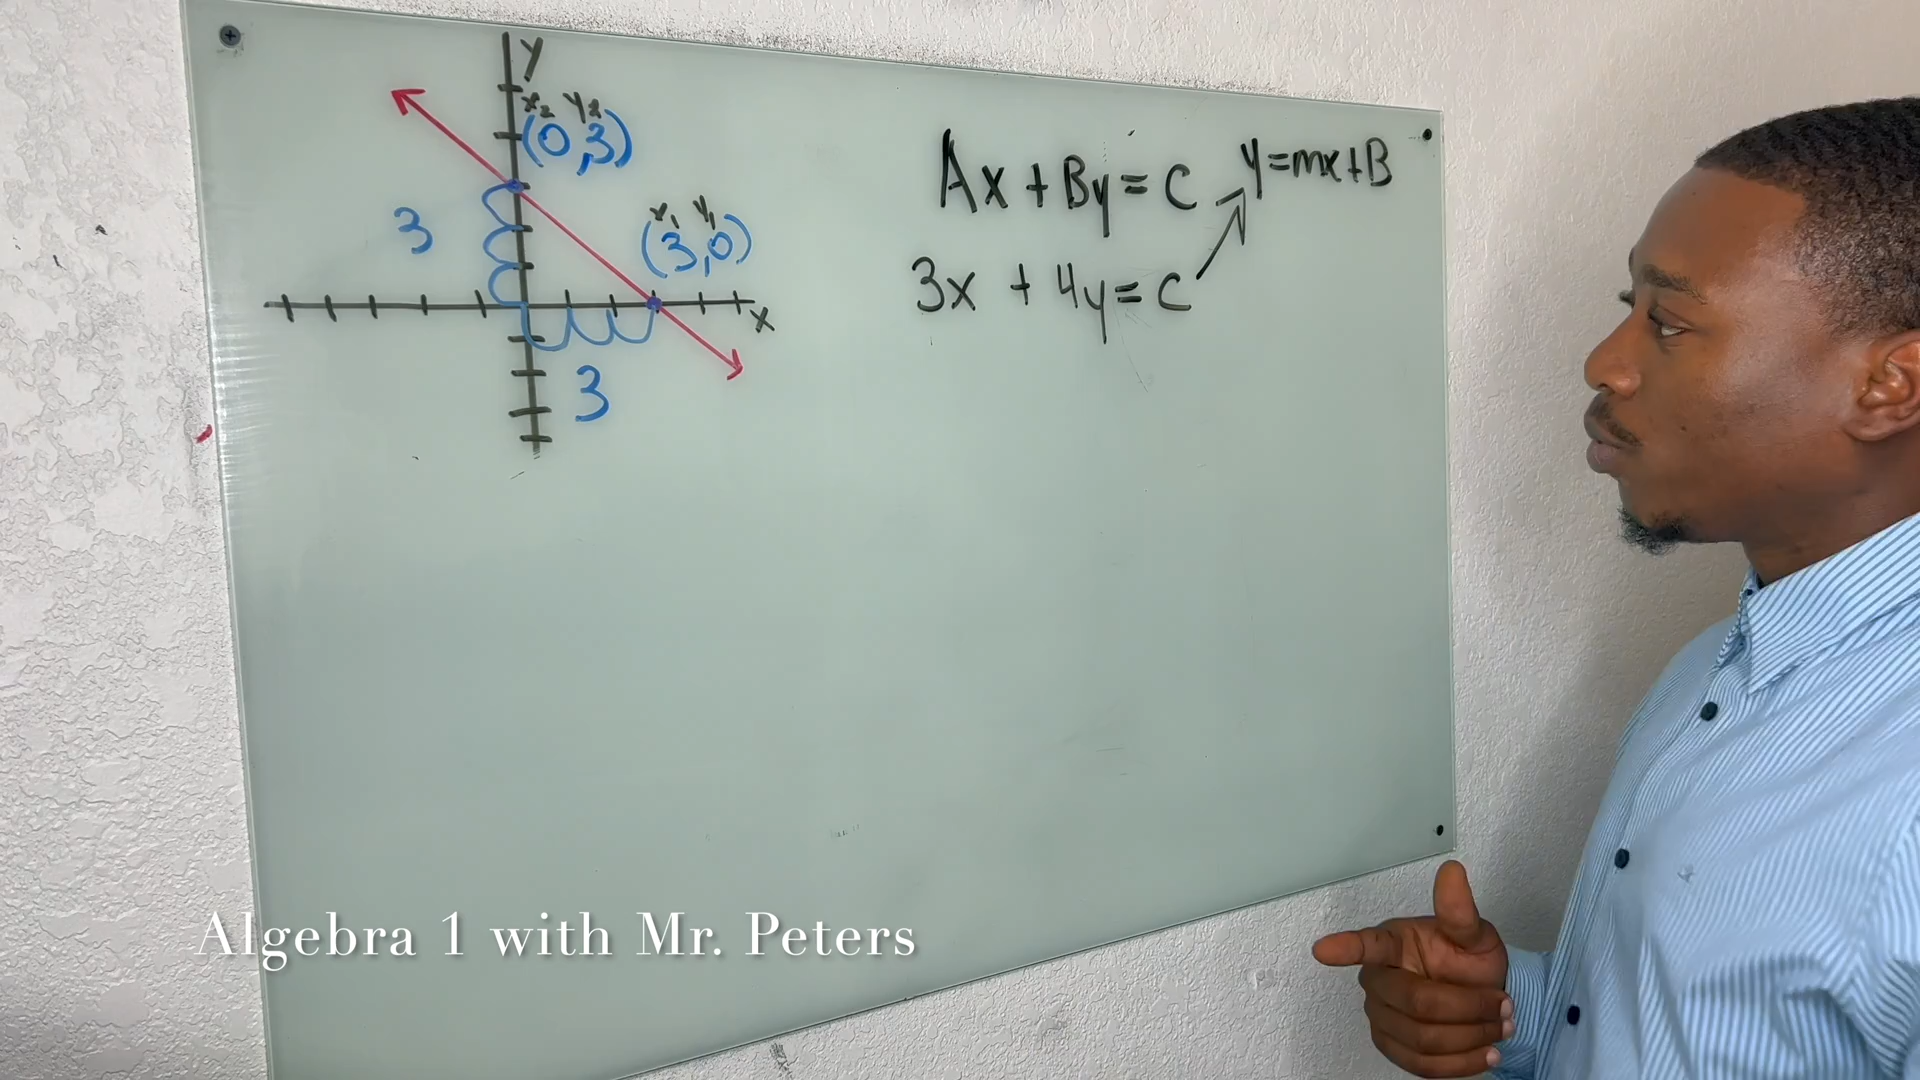 y
x₂ y₂
(0,3)
3
x₁ y₁
(3,0)
x
3
Ax + By = C
y=mx+B
3x + 4y = C
Algebra 1 with Mr. Peters